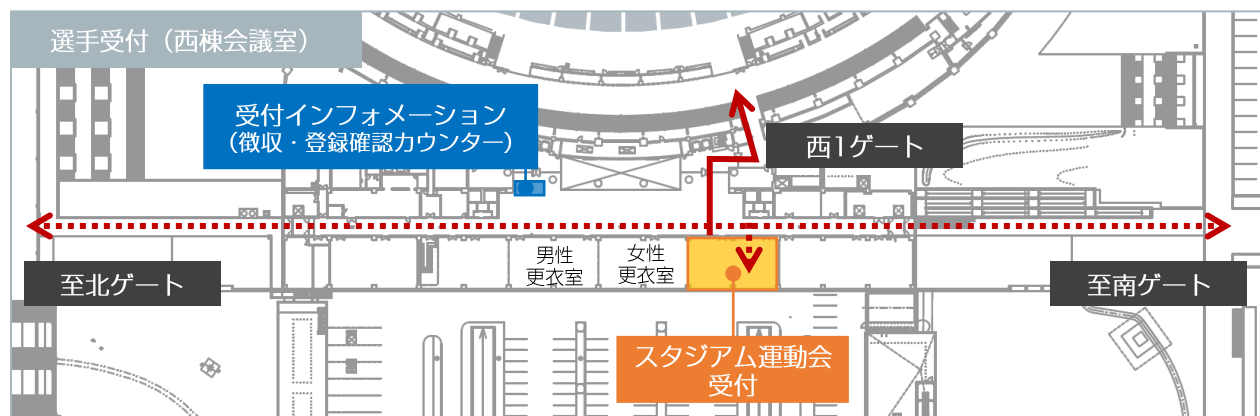 選手受付（西棟会議室）
受付インフォメーション
（徴収・登録確認カウンター）
西1ゲート
男性
更衣室
女性
更衣室
至北ゲート
至南ゲート
スタジアム運動会
受付